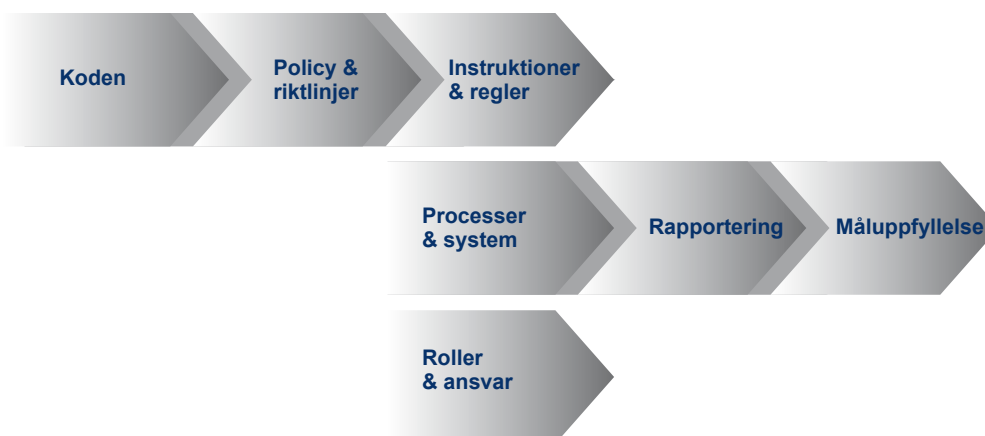 Koden
Policy &
riktlinjer
Instruktioner
& regler
Processer
& system
Rapportering
Måluppfyllelse
Roller
& ansvar